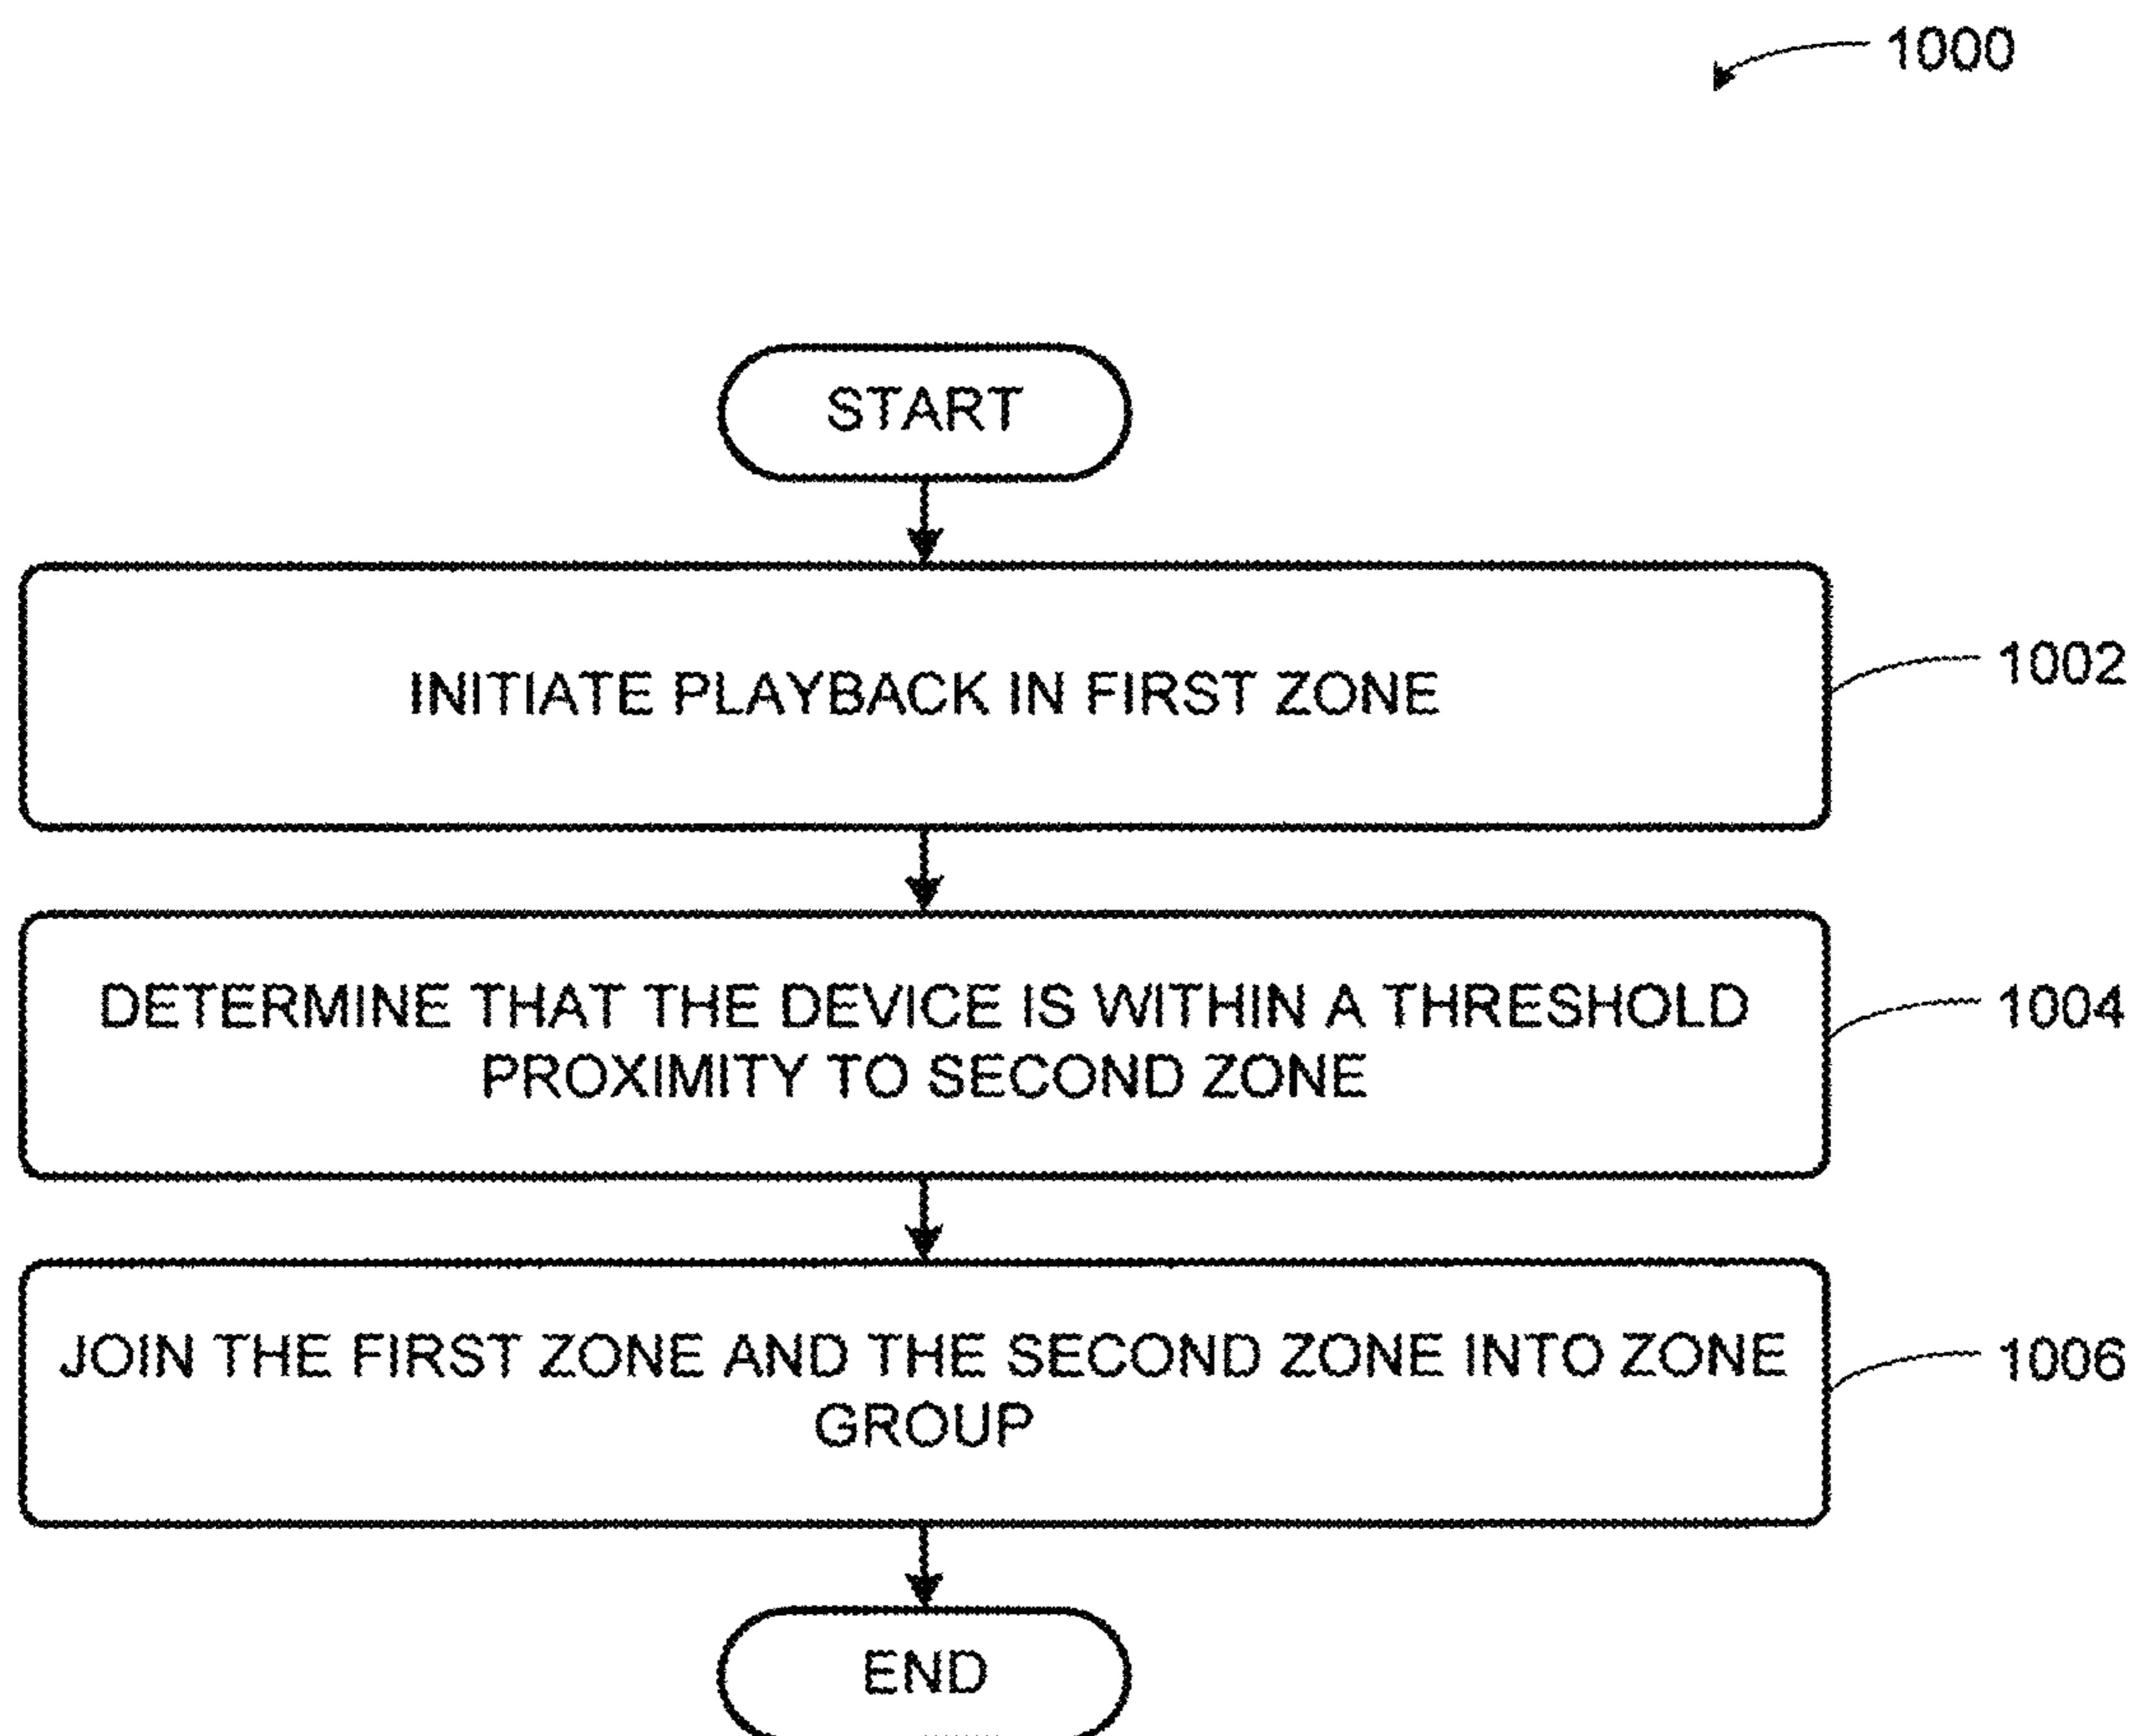 1000
START
INITIATE PLAYBACK IN FIRST ZONE
1002
DETERMINE THAT THE DEVICE IS WITHIN A THRESHOLD
PROXIMITY TO SECOND ZONE
1004
JOIN THE FIRST ZONE AND THE SECOND ZONE INTO ZONE
GROUP
1006
END